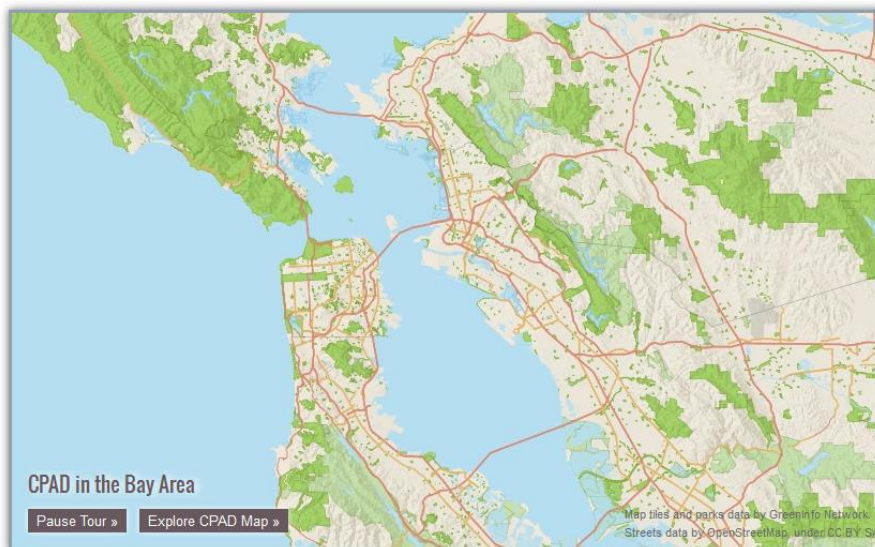 CPAD in the Bay Area
Pause Tour »
Explore CPAD Map »
Map tiles and parks data by GreenInfo Network.
Streets data by OpenStreetMap, under CC BY SA